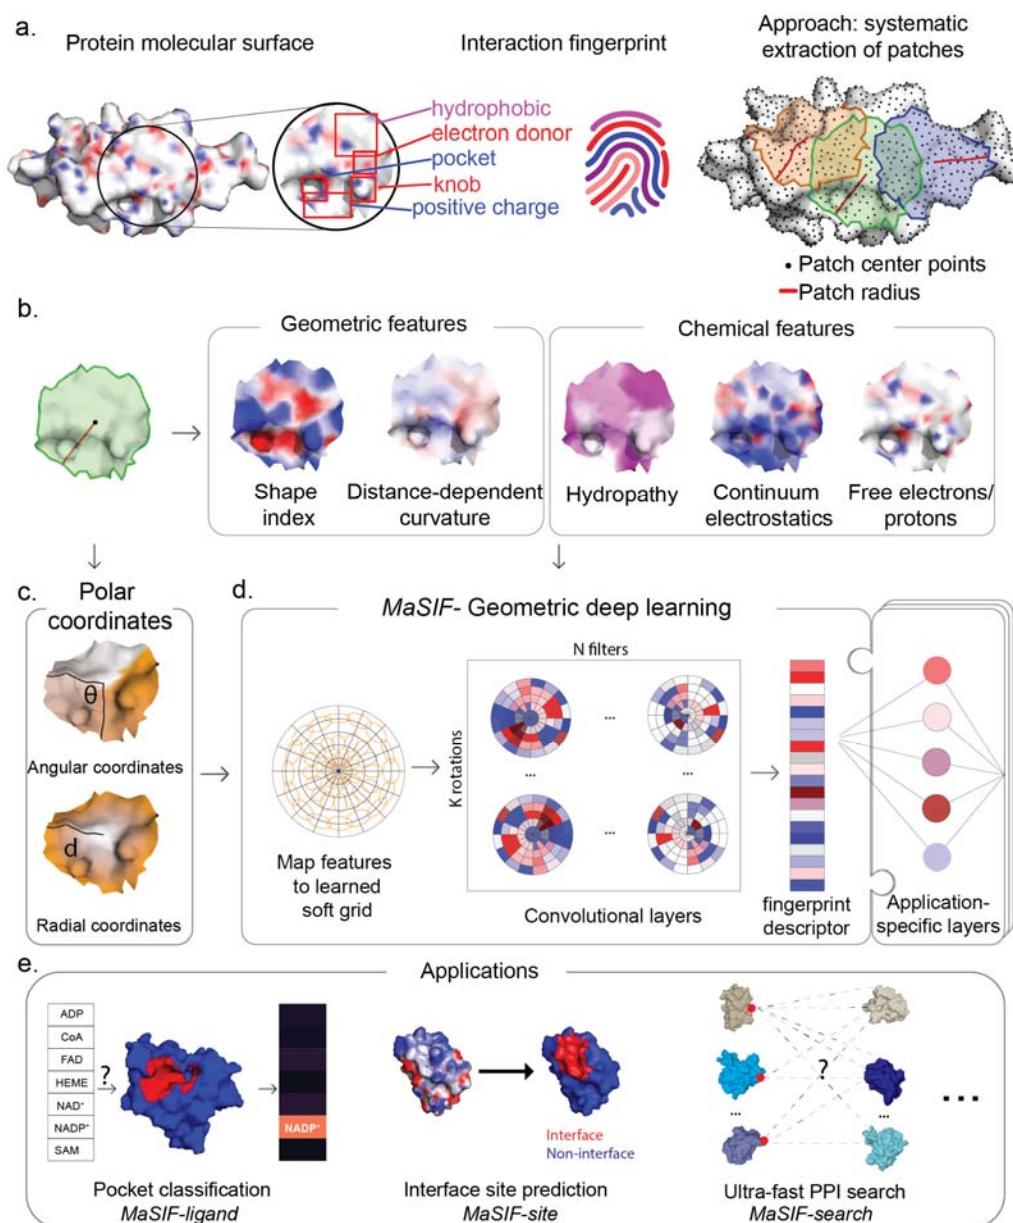 a.
Protein molecular surface
Interaction fingerprint
Approach: systematic
extraction of patches
hydrophobic
electron donor
pocket
knob
positive charge
• Patch center points
Patch radius
b.
Geometric features
Chemical features
Shape
index
Distance-dependent
curvature
Hydropathy
Continuum
electrostatics
Free electrons/
protons
c.
Polar
coordinates
θ
Angular coordinates
d
Radial coordinates
d.
MaSIF- Geometric deep learning
Map features
to learned
soft grid
N filters
K rotations
...
...
...
...
Convolutional layers
fingerprint
descriptor
Application-
specific layers
e.
Applications
ADP
CoA
FAD
HEME
NAD+
NADP+
SAM
?
NADP+
Pocket classification
MaSIF-ligand
Interface
Non-interface
Interface site prediction
MaSIF-site
?
...
...
Ultra-fast PPI search
MaSIF-search
...